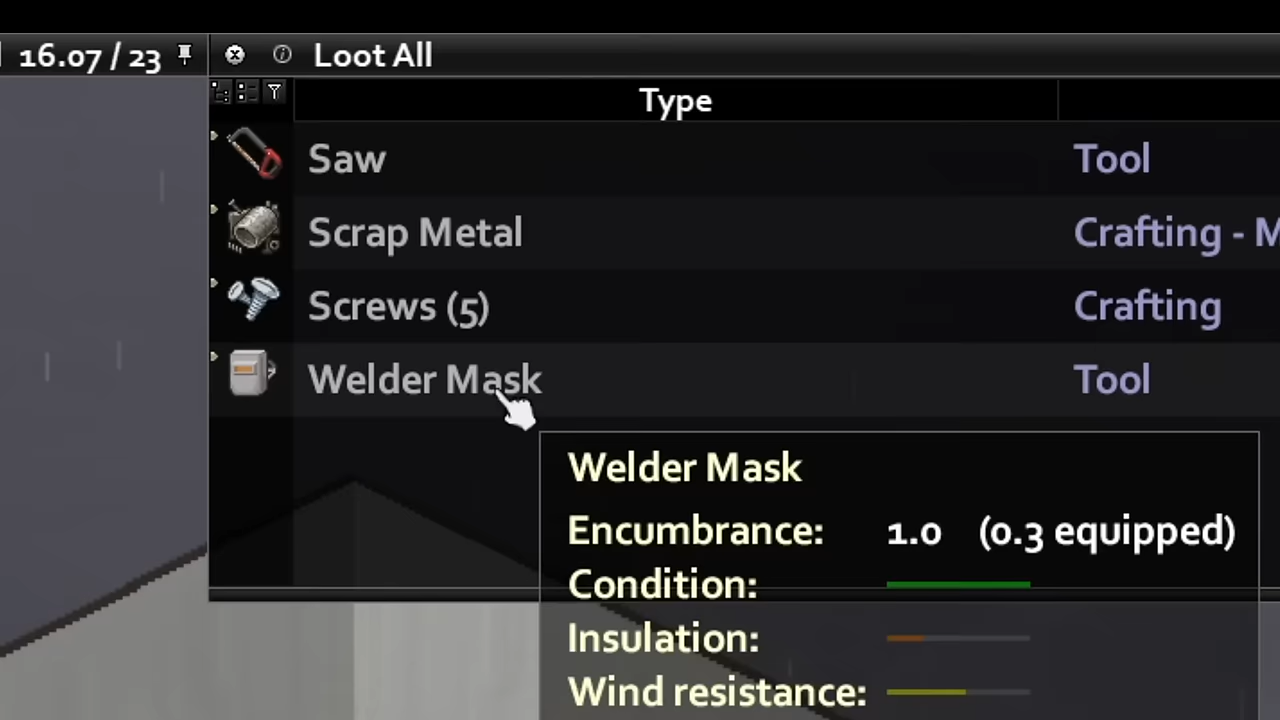 16.07 / 23
Loot All
Type
Saw Tool
Scrap Metal Crafting - M
Screws (5) Crafting
Welder Mask Tool
Welder Mask
Encumbrance: 1.0 (0.3 equipped)
Condition:
Insulation:
Wind resistance: